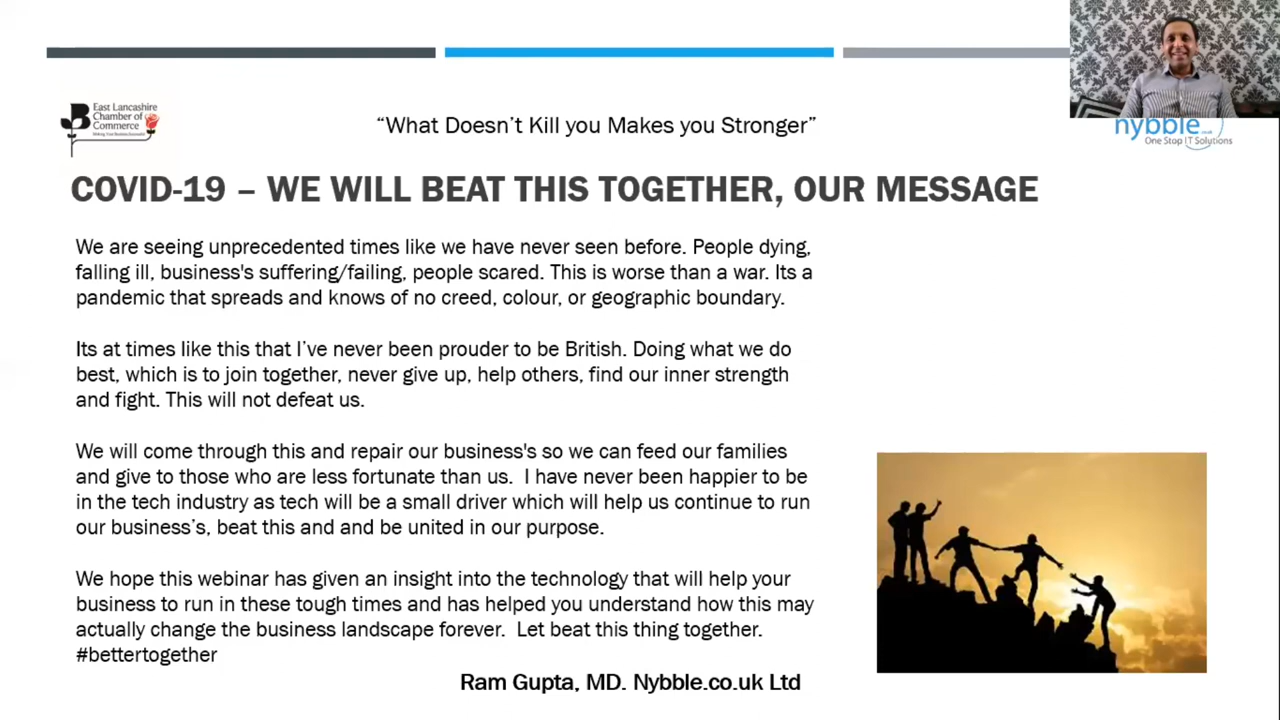 East Lancashire
Chamber of
Commerce
“What Doesn’t Kill you Makes you Stronger”
nybble.co.uk
One Stop IT Solutions
COVID-19 – WE WILL BEAT THIS TOGETHER, OUR MESSAGE
We are seeing unprecedented times like we have never seen before. People dying,
falling ill, business's suffering/failing, people scared. This is worse than a war. Its a
pandemic that spreads and knows of no creed, colour, or geographic boundary.
Its at times like this that I’ve never been prouder to be British. Doing what we do
best, which is to join together, never give up, help others, find our inner strength
and fight. This will not defeat us.
We will come through this and repair our business's so we can feed our families
and give to those who are less fortunate than us. I have never been happier to be
in the tech industry as tech will be a small driver which will help us continue to run
our business’s, beat this and and be united in our purpose.
We hope this webinar has given an insight into the technology that will help your
business to run in these tough times and has helped you understand how this may
actually change the business landscape forever. Let beat this thing together.
#bettertogether
Ram Gupta, MD. Nybble.co.uk Ltd